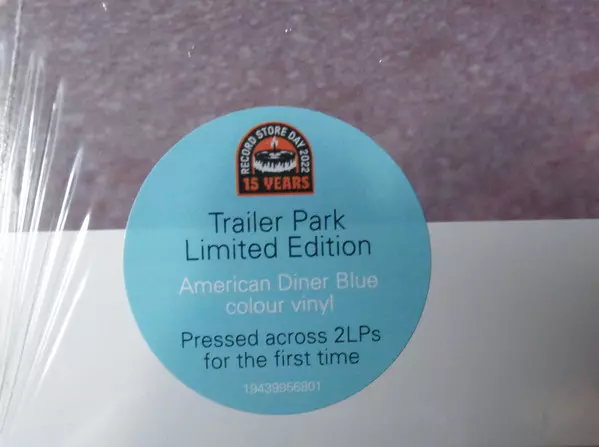 RECORD STORE DAY 2022
15 YEARS
Trailer Park
Limited Edition
American Diner Blue
colour vinyl
Pressed across 2LPs
for the first time
19439956801